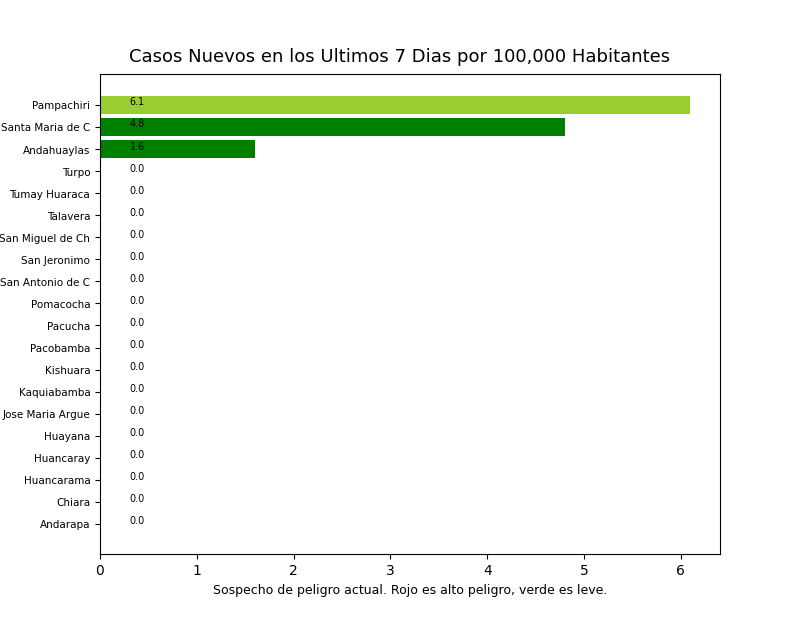 Casos Nuevos en los Ultimos 7 Dias por 100,000 Habitantes
Pampachiri 6.1
Santa Maria de C 4.8
Andahuaylas 1.6
Turpo 0.0
Tumay Huaraca 0.0
Talavera 0.0
San Miguel de Ch 0.0
San Jeronimo 0.0
San Antonio de C 0.0
Pomacocha 0.0
Pacucha 0.0
Pacobamba 0.0
Kishuara 0.0
Kaquiabamba 0.0
Jose Maria Argue 0.0
Huayana 0.0
Huancaray 0.0
Huancarama 0.0
Chiara 0.0
Andarapa 0.0
0 1 2 3 4 5 6
Sospecho de peligro actual. Rojo es alto peligro, verde es leve.